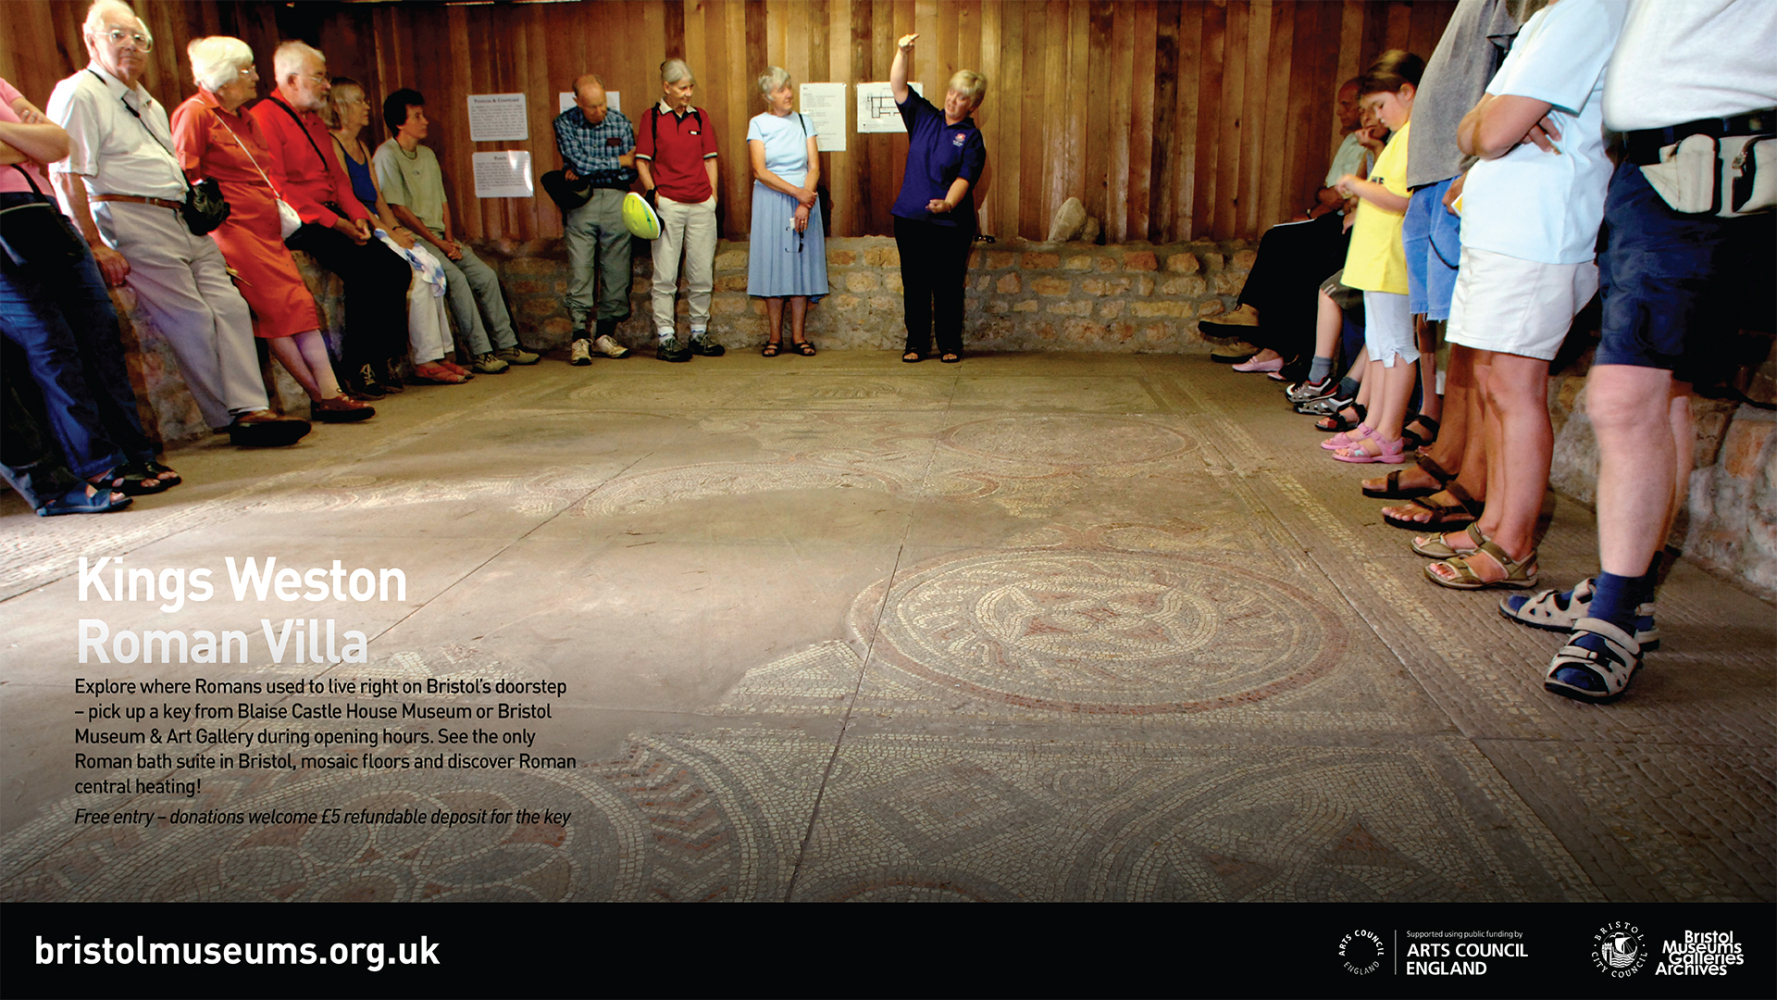 Kings Weston
Roman Villa
Explore where Romans used to live right on Bristol's doorstep
– pick up a key from Blaise Castle House Museum or Bristol
Museum & Art Gallery during opening hours. See the only
Roman bath suite in Bristol, mosaic floors and discover Roman
central heating!
Free entry – donations welcome £5 refundable deposit for the key
bristolmuseums.org.uk
ARTS COUNCIL
ENGLAND
Supported using public funding by
ARTS COUNCIL
ENGLAND
BRISTOL
CITY COUNCIL
Bristol
Museums
Galleries
Archives